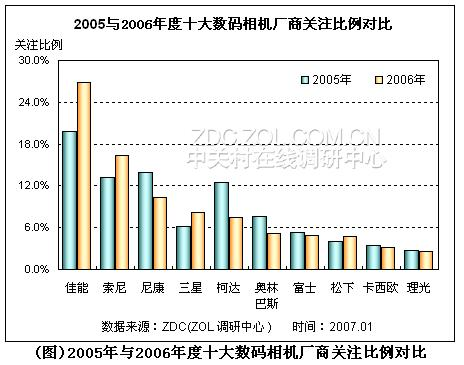 2005与2006年度十大数码相机厂商关注比例对比
关注比例
30.0%
24.0%
18.0%
12.0%
6.0%
0.0%
2005年 2006年
ZDC.ZOL.COM.CN
中关村在线调研中心
佳能 索尼 尼康 三星 柯达 奥林巴斯 富士 松下 卡西欧 理光
数据来源：ZDC(ZOL调研中心） 时间：2007.01
(图)2005年与2006年度十大数码相机厂商关注比例对比